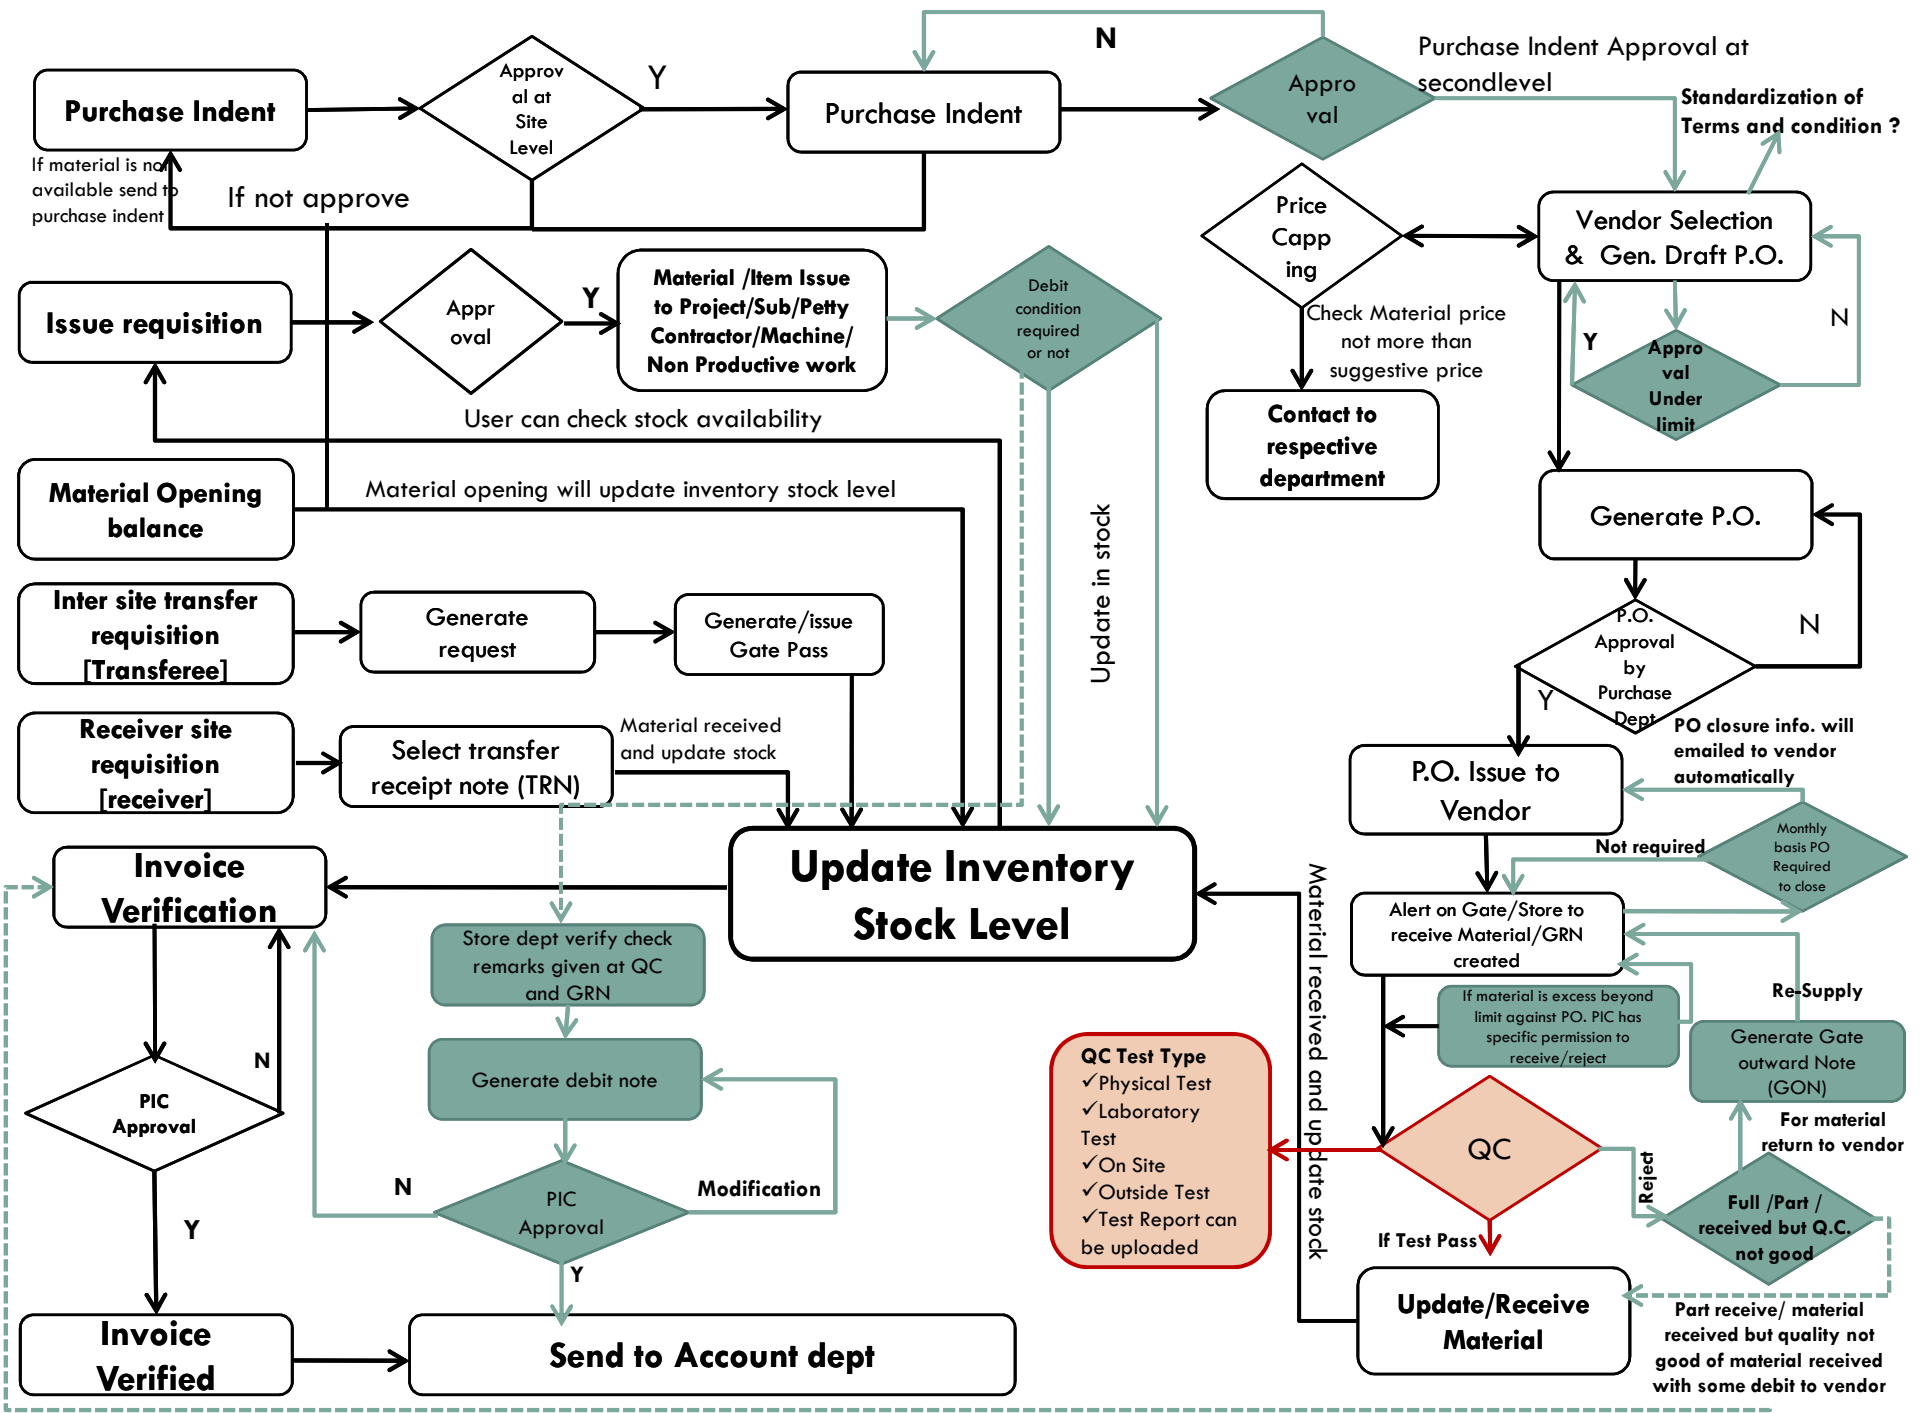 Purchase Indent
Approv
al at
Site
Level
Y
Purchase Indent
N
Appro
val
Purchase Indent Approval at
secondlevel
Standardization of
Terms and condition ?
If material is not
available send to
purchase indent
If not approve
Price
Capp
ing
Vendor Selection
& Gen. Draft P.O.
Issue requisition
Appr
oval
Y
Material /Item Issue
to Project/Sub/Petty
Contractor/Machine/
Non Productive work
Debit
condition
required
or not
Check Material price
not more than
suggestive price
Y
Appro
val
Under
limit
N
User can check stock availability
Contact to
respective
department
Material Opening
balance
Material opening will update inventory stock level
Update in stock
Generate P.O.
Inter site transfer
requisition
[Transferee]
Generate
request
Generate/issue
Gate Pass
P.O.
Approval
by
Purchase
Dept
N
Y
Receiver site
requisition
[receiver]
Select transfer
receipt note (TRN)
Material received
and update stock
PO closure info. will
emailed to vendor
automatically
P.O. Issue to
Vendor
Monthly
basis PO
Required
to close
Not required
Invoice
Verification
Update Inventory
Stock Level
Material received and update stock
Alert on Gate/Store to
receive Material/GRN
created
Store dept verify check
remarks given at QC
and GRN
If material is excess beyond
limit against PO. PIC has
specific permission to
receive/reject
Re-Supply
Generate Gate
outward Note
(GON)
N
PIC
Approval
Generate debit note
QC Test Type
✓Physical Test
✓Laboratory
Test
✓On Site
✓Outside Test
✓Test Report can
be uploaded
QC
Reject
For material
return to vendor
N
PIC
Approval
Modification
Y
Y
If Test Pass
Full /Part /
received but Q.C.
not good
Invoice
Verified
Send to Account dept
Update/Receive
Material
Part receive/ material
received but quality not
good of material received
with some debit to vendor